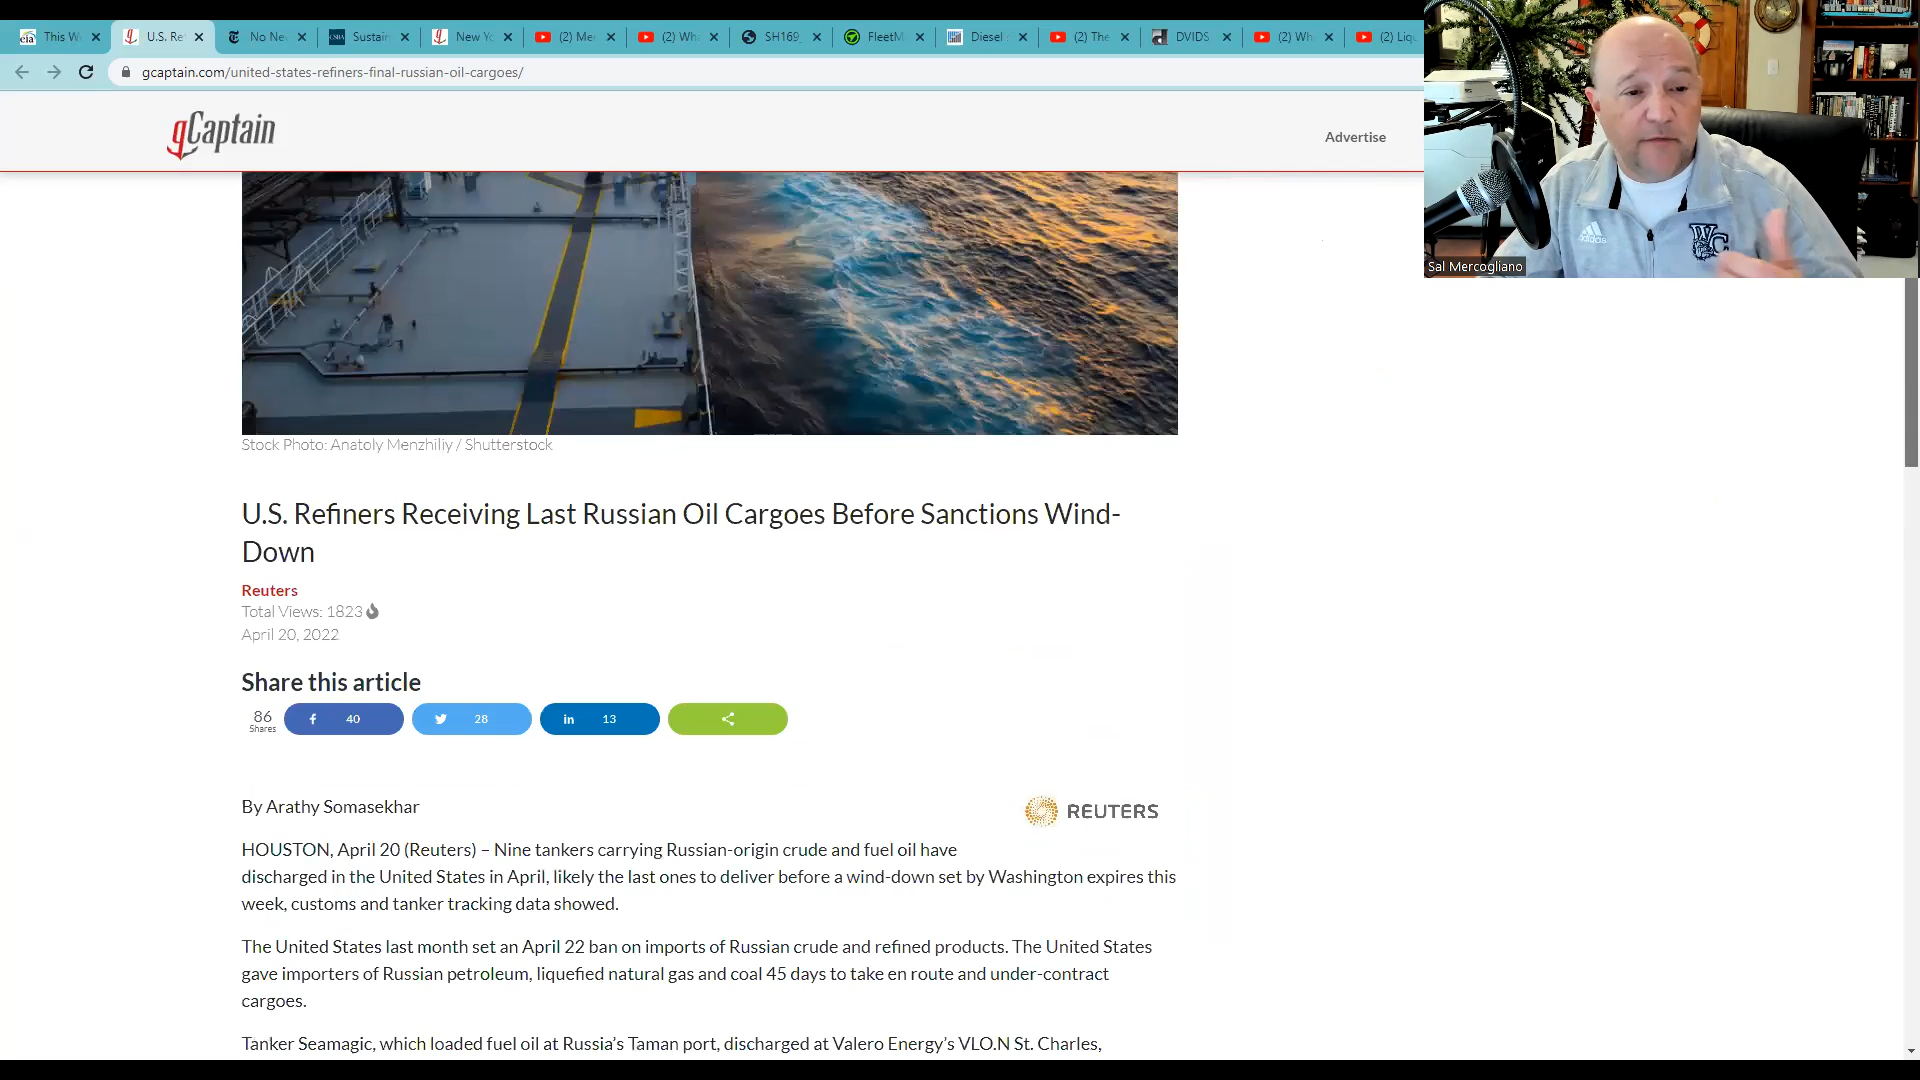 eia This W
U.S. Re
No Ne
Sustai
New Yo
(2) Me
(2) Wha
SH169_
FleetM
Diesel
(2) The
DVIDS
(2) Wh
(2) Liq
gcaptain.com/united-states-refiners-final-russian-oil-cargoes/
gCaptain
Advertise
adidas
WC
Sal Mercogliano
Stock Photo: Anatoly Menzhiliy / Shutterstock
U.S. Refiners Receiving Last Russian Oil Cargoes Before Sanctions Wind-
Down
Reuters
Total Views: 1823
April 20, 2022
Share this article
86
Shares
40
28
in 13
By Arathy Somasekhar
REUTERS
HOUSTON, April 20 (Reuters) – Nine tankers carrying Russian-origin crude and fuel oil have
discharged in the United States in April, likely the last ones to deliver before a wind-down set by Washington expires this
week, customs and tanker tracking data showed.
The United States last month set an April 22 ban on imports of Russian crude and refined products. The United States
gave importers of Russian petroleum, liquefied natural gas and coal 45 days to take en route and under-contract
cargoes.
Tanker Seamagic, which loaded fuel oil at Russia’s Taman port, discharged at Valero Energy’s VLO.N St. Charles,